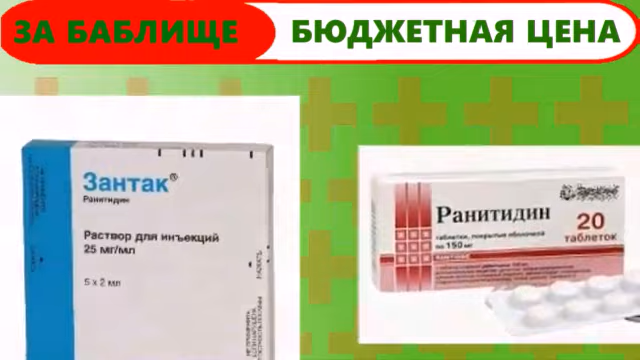 ЗА БАБЛИЩЕ
БЮДЖЕТНАЯ ЦЕНА
Зантак®
Ранитидин
Раствор для инъекций
25 мг/мл
5 x 2 мл
Ранитидин
20
таблеток
таблетки, покрытые оболочкой
по 150 мг